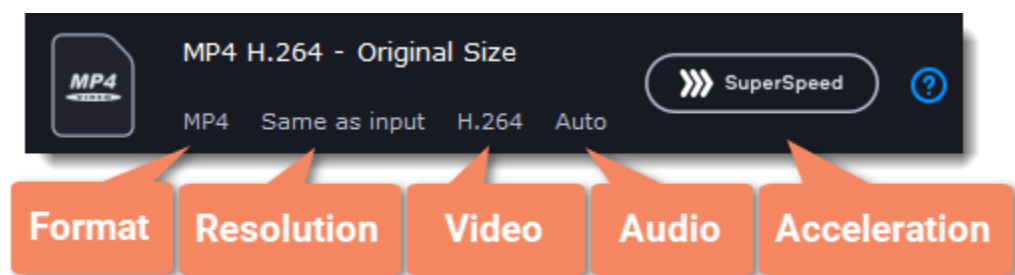 MP4
VIDEO
MP4 H.264 - Original Size
SuperSpeed
?
MP4 Same as input H.264 Auto
Format Resolution Video Audio Acceleration